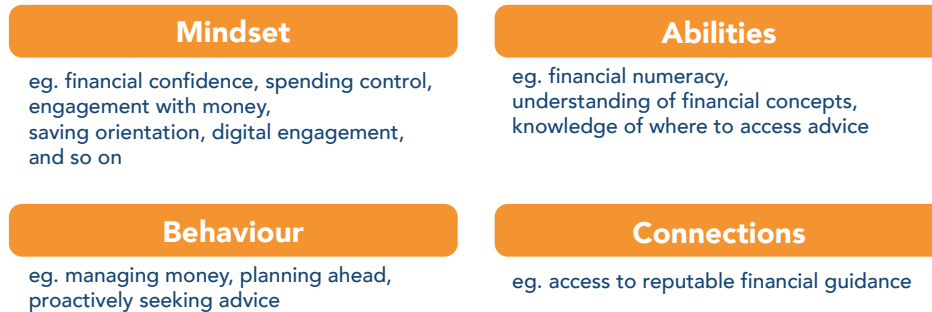 Mindset
eg. financial confidence, spending control,
engagement with money,
saving orientation, digital engagement,
and so on
Abilities
eg. financial numeracy,
understanding of financial concepts,
knowledge of where to access advice
Behaviour
eg. managing money, planning ahead,
proactively seeking advice
Connections
eg. access to reputable financial guidance